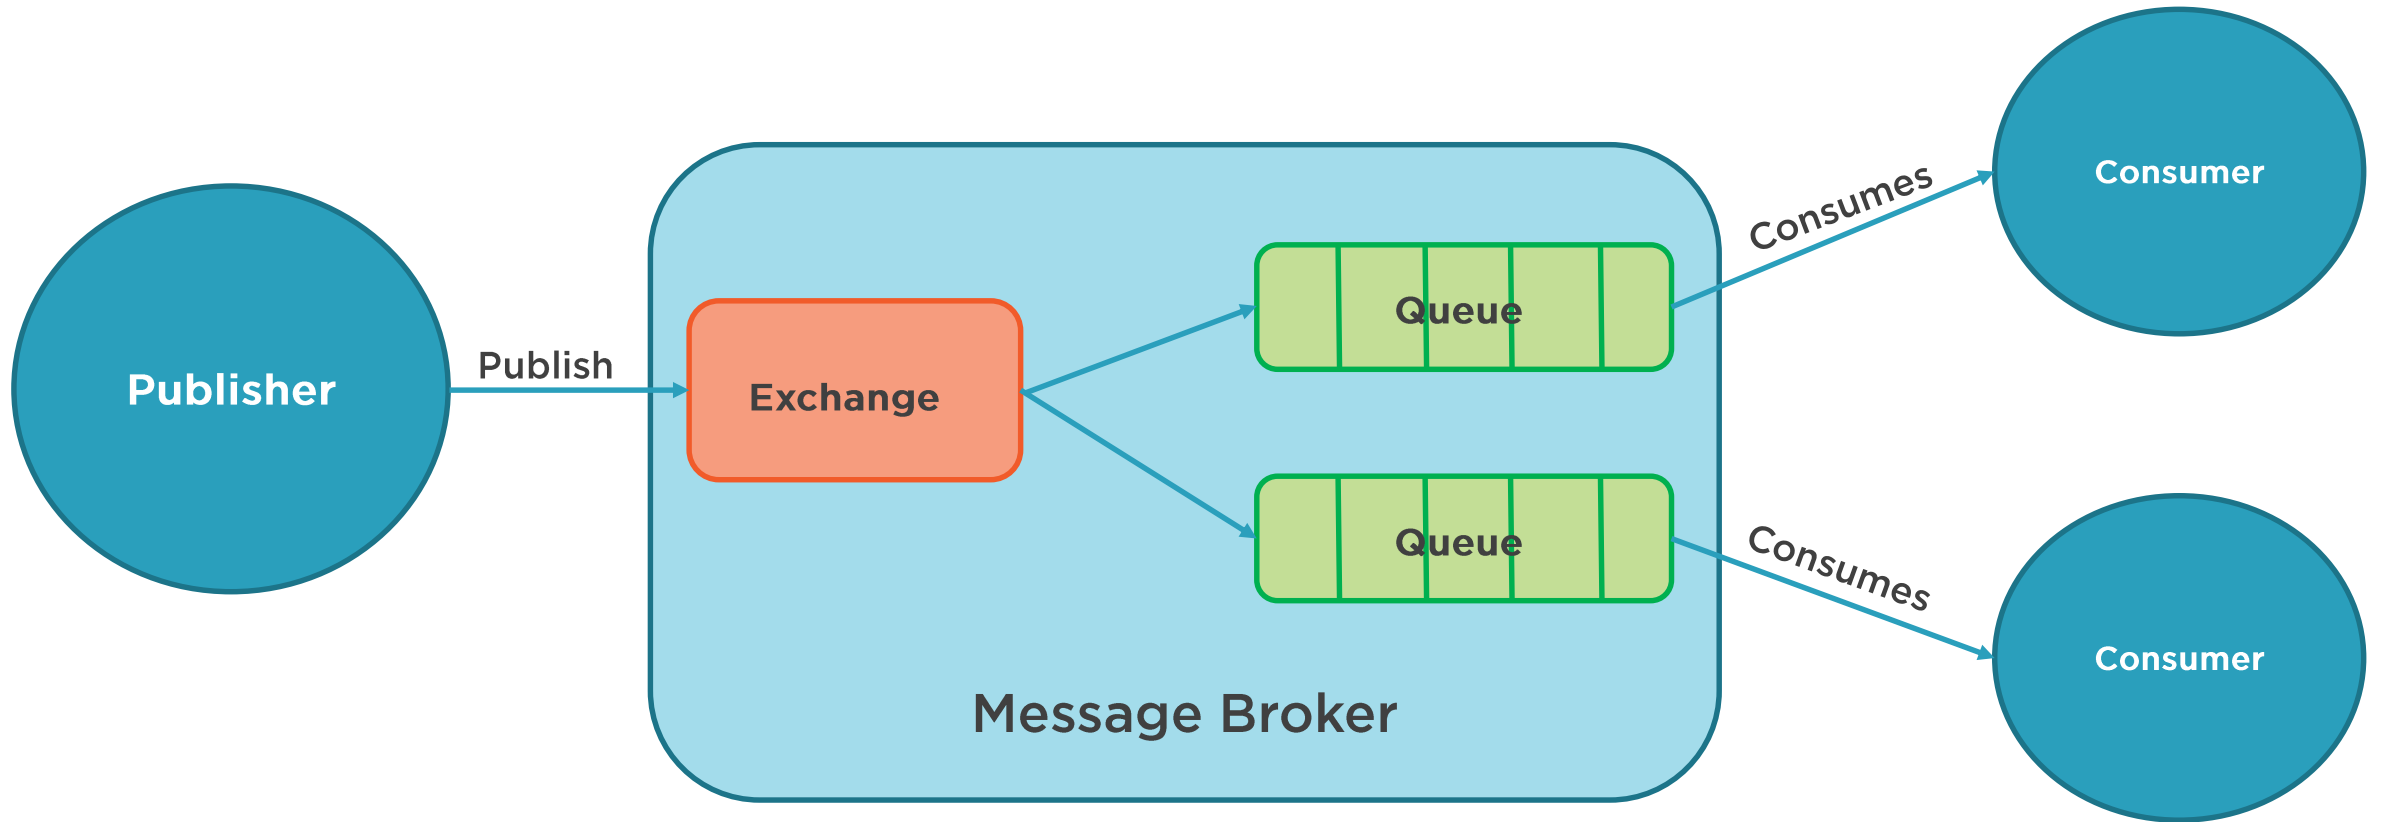 Publisher
Publish
Exchange
Queue
Queue
Message Broker
Consumes
Consumer
Consumes
Consumer